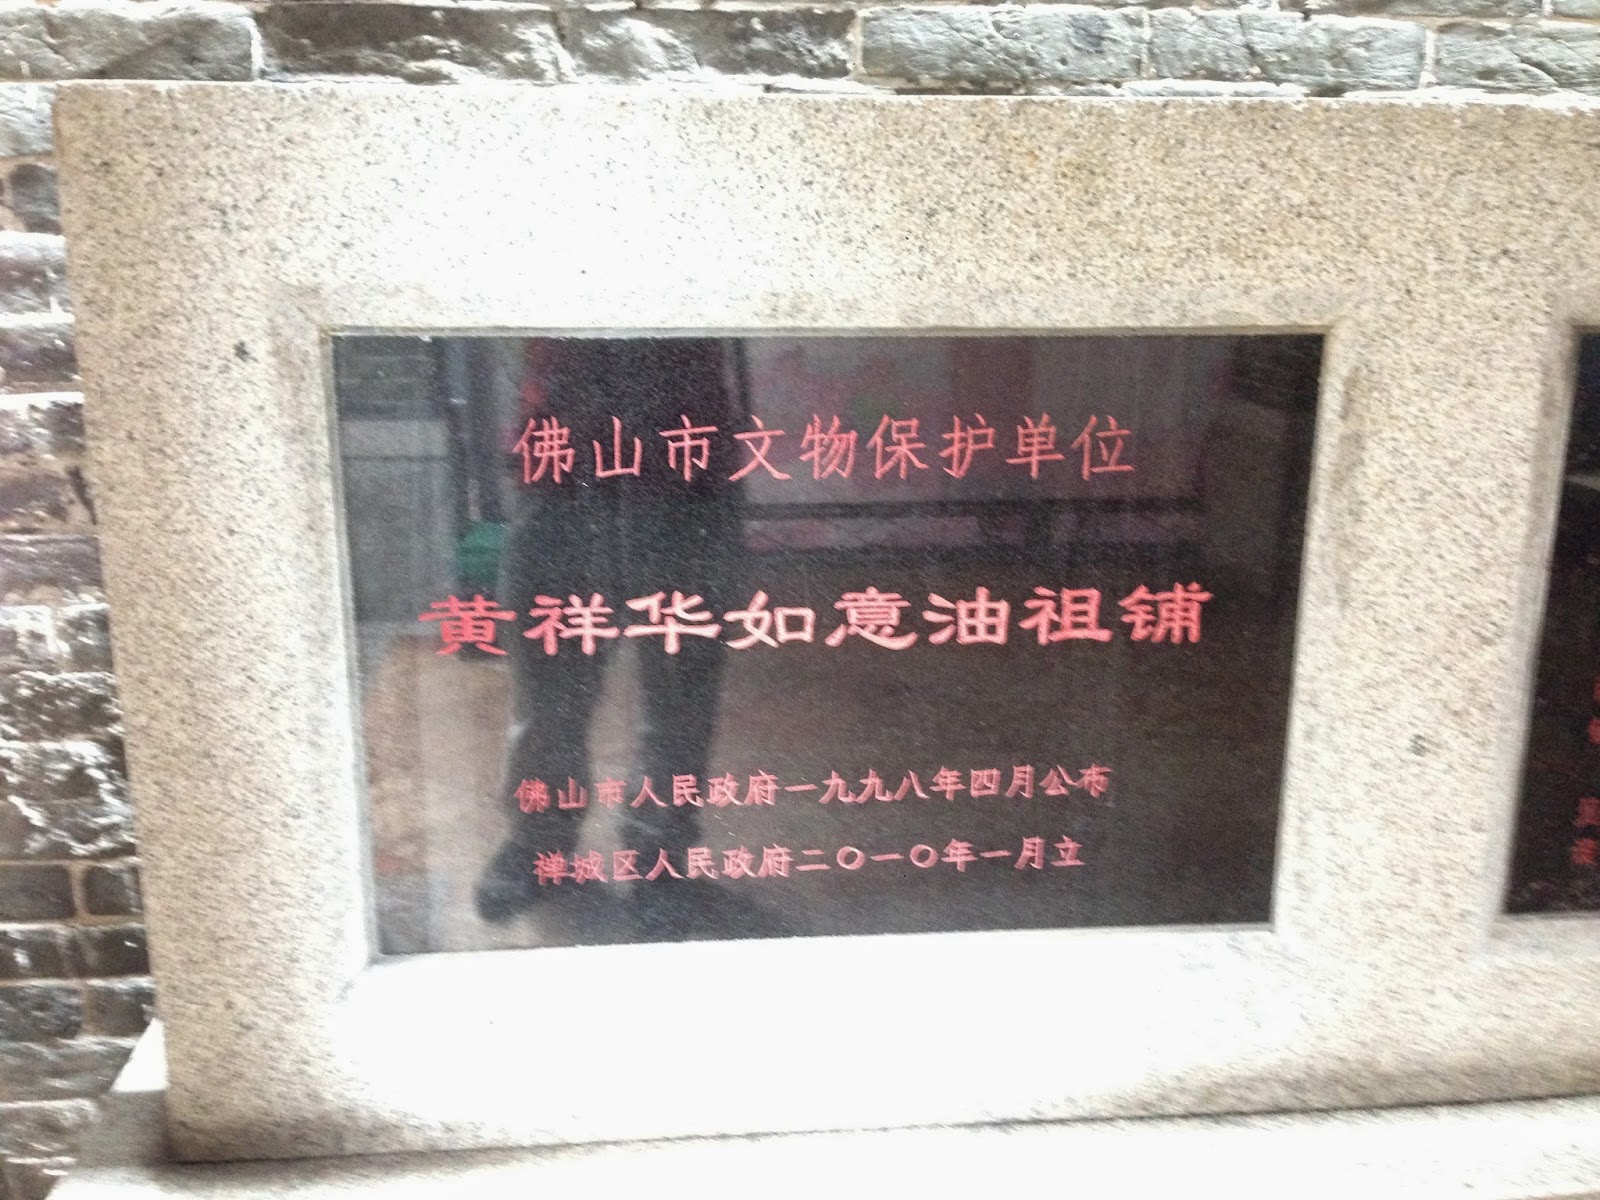 佛山市文物保护单位
黄祥华如意油祖铺
佛山市人民政府一九九八年四月公布
禅城区人民政府二〇一〇年一月立